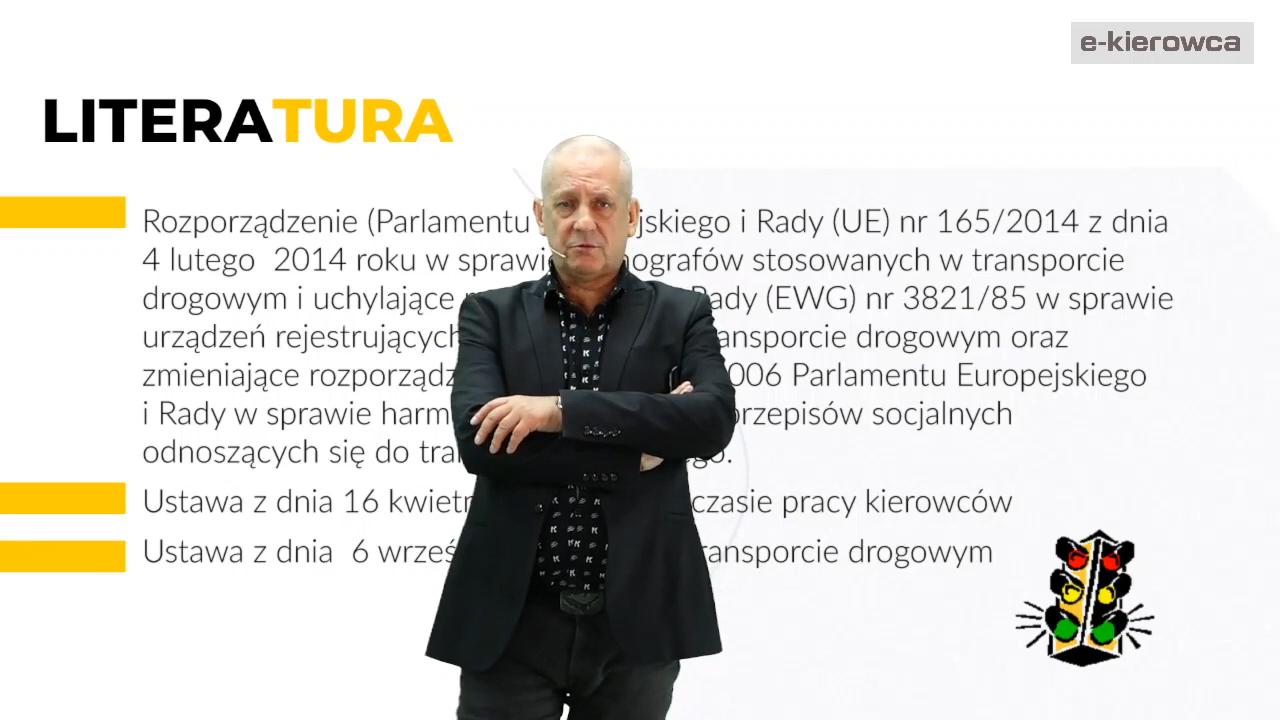 e-kierowca
LITERATURA
Rozporządzenie (Parlamentu jskiego i Rady (UE) nr 165/2014 z dnia
4 lutego 2014 roku w sprawie nografów stosowanych w transporcie
drogowym i uchylające Rady (EWG) nr 3821/85 w sprawie
urządzeń rejestrujących ansporcie drogowym oraz
zmieniające rozporządz 006 Parlamentu Europejskiego
i Rady w sprawie harm przepisów socjalnych
odnoszących się do tra go.
Ustawa z dnia 16 kwietn czasie pracy kierowców
Ustawa z dnia 6 wrześ transporcie drogowym